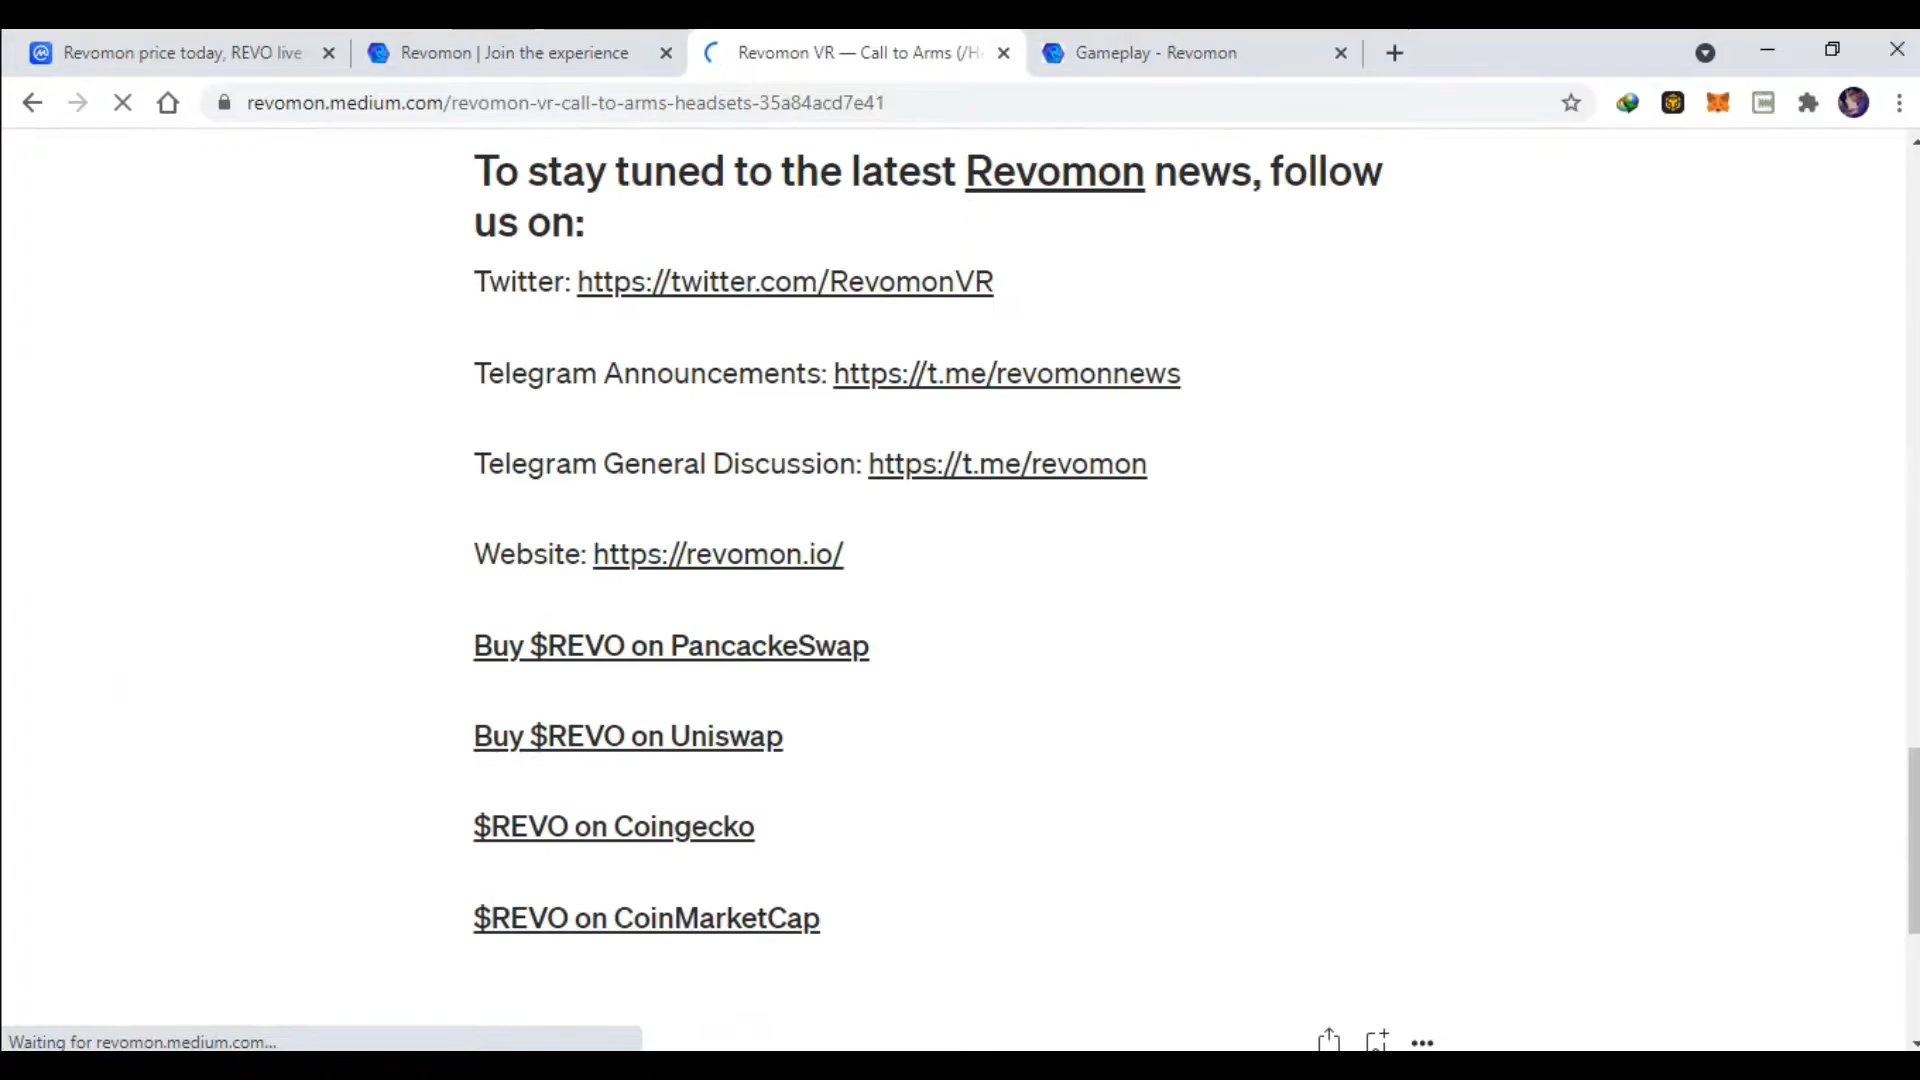 Revomon price today, REVO live
Revomon | Join the experience
Revomon VR — Call to Arms (/H
Gameplay - Revomon
revomon.medium.com/revomon-vr-call-to-arms-headsets-35a84acd7e41
To stay tuned to the latest Revomon news, follow
us on:
Twitter: https://twitter.com/RevomonVR
Telegram Announcements: https://t.me/revomonnews
Telegram General Discussion: https://t.me/revomon
Website: https://revomon.io/
Buy $REVO on PancackeSwap
Buy $REVO on Uniswap
$REVO on Coingecko
$REVO on CoinMarketCap
Waiting for revomon.medium.com...